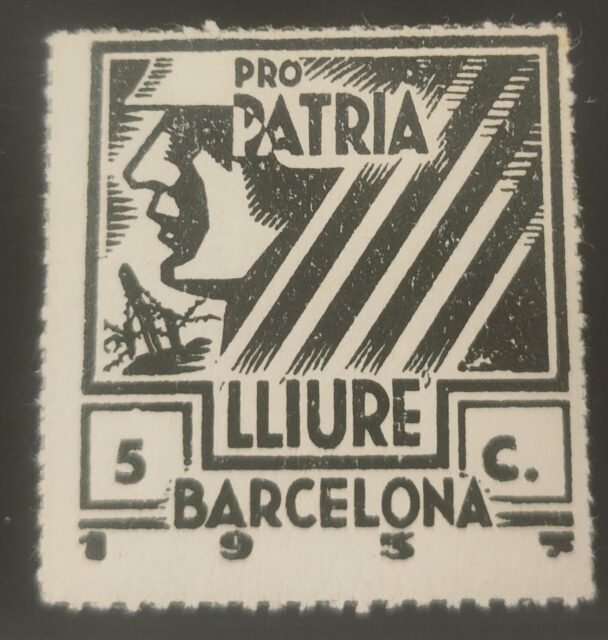 PRO
PATRIA
LLIURE
5 C.
BARCELONA
1937